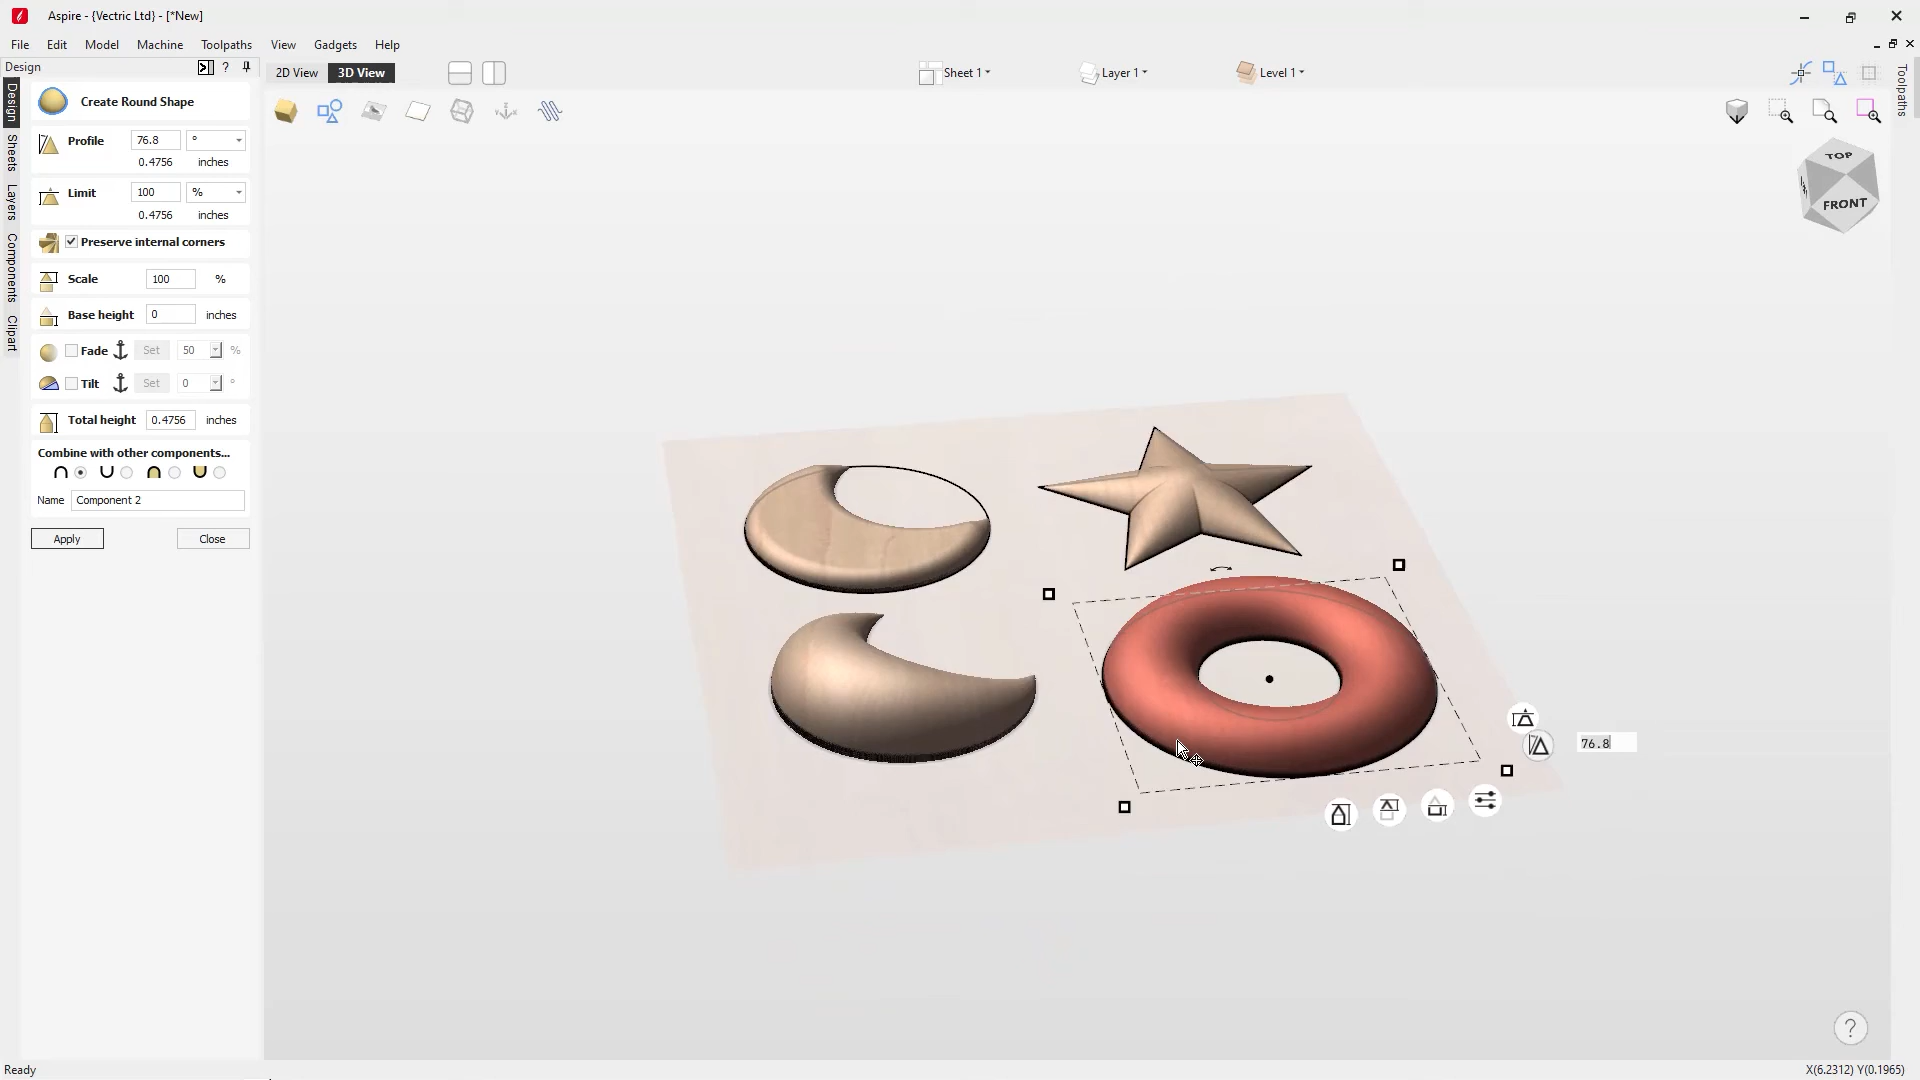 Aspire - {Vectric Ltd} - [*New]
File Edit Model Machine Toolpaths View Gadgets Help
Design ?
2D View 3D View Sheet 1 Layer 1 Level 1
Design
Sheets
Layers
Components
Clipart
Toolpaths
Create Round Shape
Profile 76.8 °
0.4756 inches
Limit 100 %
0.4756 inches
Preserve internal corners
Scale 100 %
Base height 0 inches
Fade Set 50 %
Tilt Set 0 °
Total height 0.4756 inches
Combine with other components...
Name Component 2
Apply Close
TOP
FRONT
76.8
?
Ready X(6.2312) Y(0.1965)